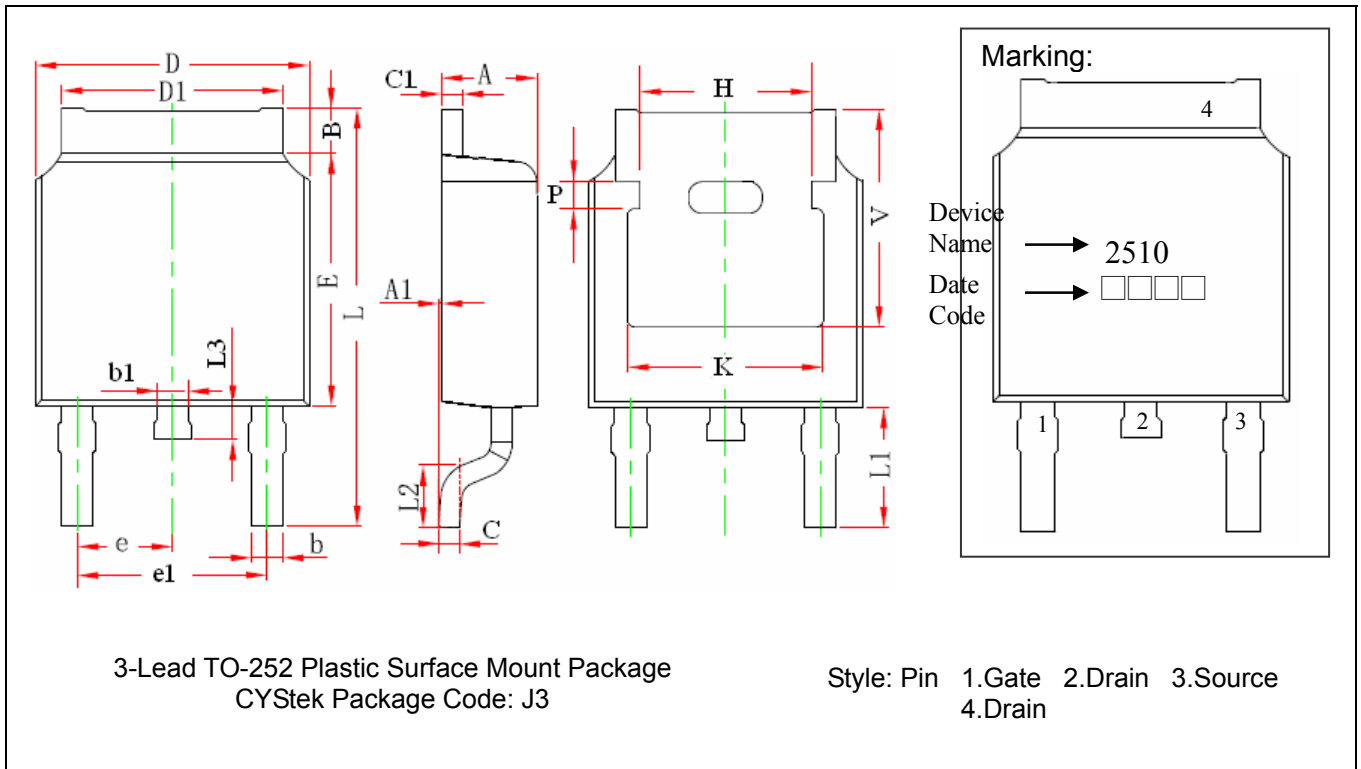 D
D1
B
E
L
L3
b1
e
e1
b
C1
A
A1
L2
C
H
P
V
K
L1
Marking:
4
Device
Name
2510
Date
Code
□□□□
1
2
3
3-Lead TO-252 Plastic Surface Mount Package
CYStek Package Code: J3
Style: Pin 1.Gate 2.Drain 3.Source
4.Drain